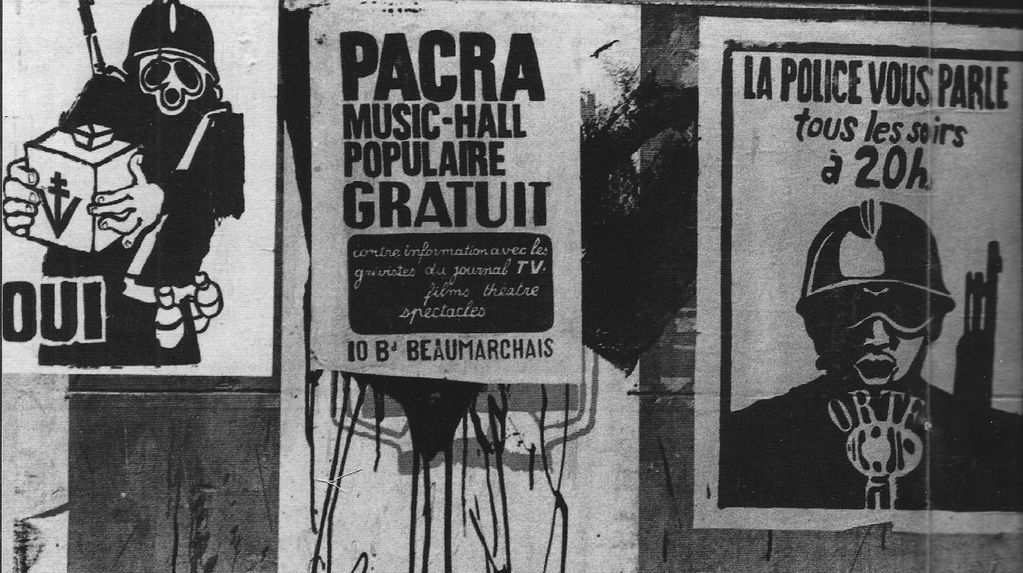 OUI
PACRA
MUSIC-HALL
POPULAIRE
GRATUIT
contre information avec les
grévistes du journal TV.
films théatre
spectacles
10 Bd BEAUMARCHAIS
LA POLICE VOUS PARLE
tous les soirs
à 20h.
ORTF